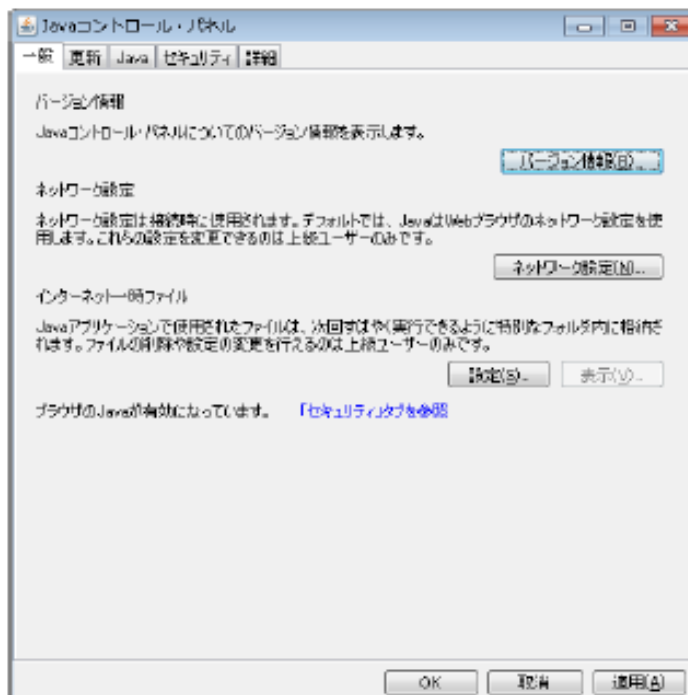 Javaコントロール・パネル
一般 更新 Java セキュリティ 詳細
バージョン情報
Javaコントロール・パネルについてのバージョン情報を表示します。
バージョン情報(B)...
ネットワーク設定
ネットワーク設定は接続時に使用されます。デフォルトでは、JavaはWebブラウザのネットワーク設定を使
用します。これらの設定を変更できるのは上級ユーザーのみです。
ネットワーク設定(N)...
インターネット一時ファイル
Javaアプリケーションで使用されたファイルは、次回すばやく実行できるように特別なフォルダ内に格納さ
れます。ファイルの削除や設定の変更を行えるのは上級ユーザーのみです。
設定(S)... 表示(V)...
ブラウザのJavaが有効になっています。 「セキュリティ」タブを参照
OK 取消 適用(A)